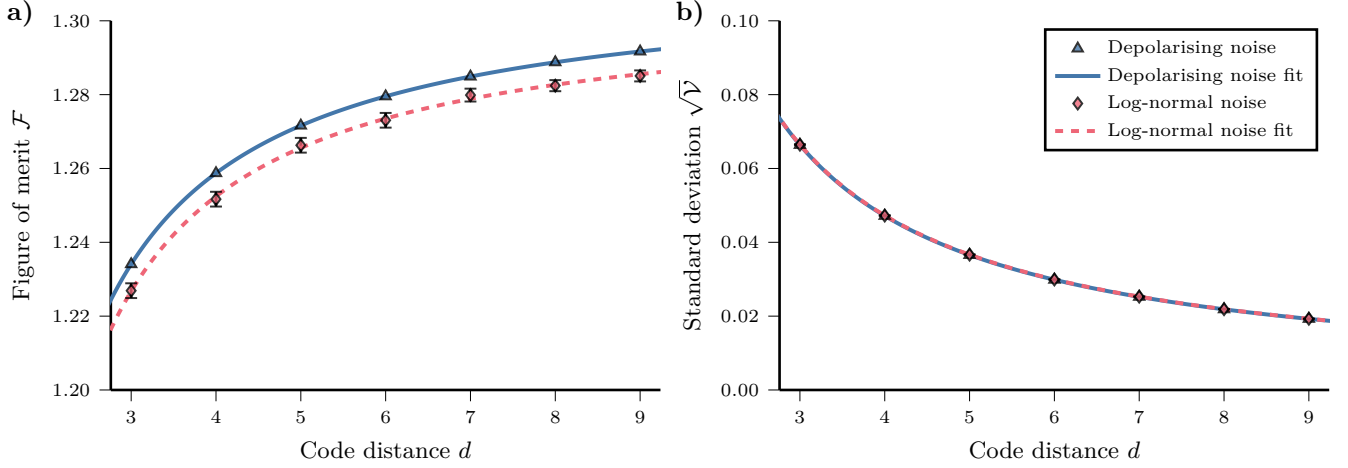 a)
Figure of merit ℱ
1.30
1.28
1.26
1.24
1.22
1.20
3 4 5 6 7 8 9
Code distance d
b)
Standard deviation √𝒱
0.10
0.08
0.06
0.04
0.02
0.00
3 4 5 6 7 8 9
Code distance d
Depolarising noise
Depolarising noise fit
Log-normal noise
Log-normal noise fit